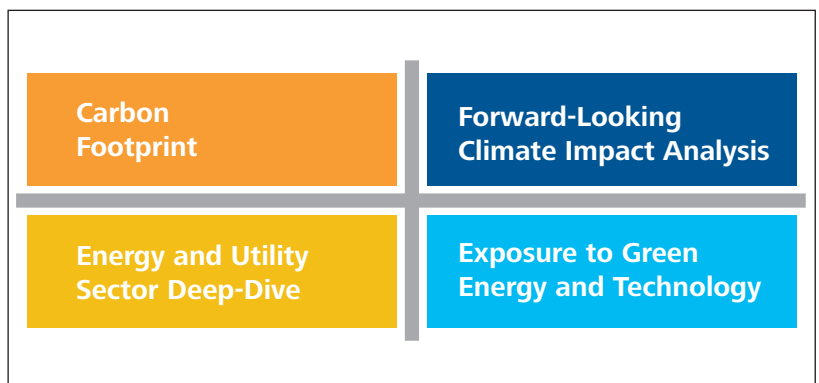 Carbon
Footprint
Forward-Looking
Climate Impact Analysis
Energy and Utility
Sector Deep-Dive
Exposure to Green
Energy and Technology